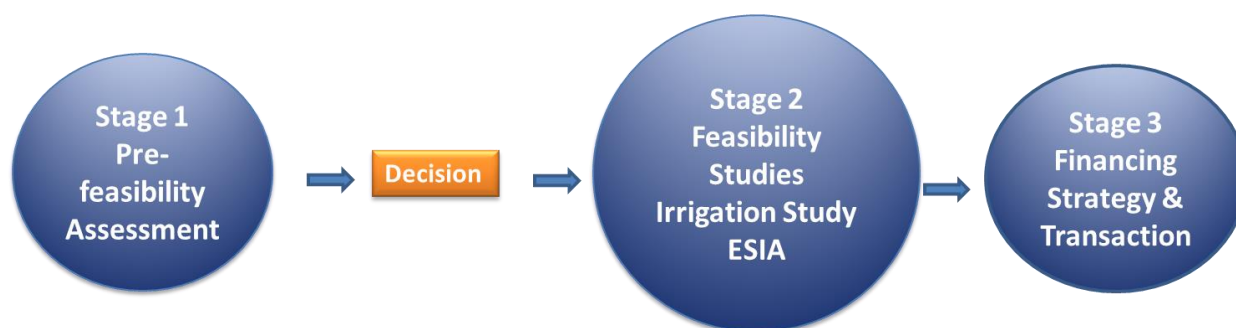 Stage 1
Pre-
feasibility
Assessment
Decision
Stage 2
Feasibility
Studies
Irrigation Study
ESIA
Stage 3
Financing
Strategy &
Transaction